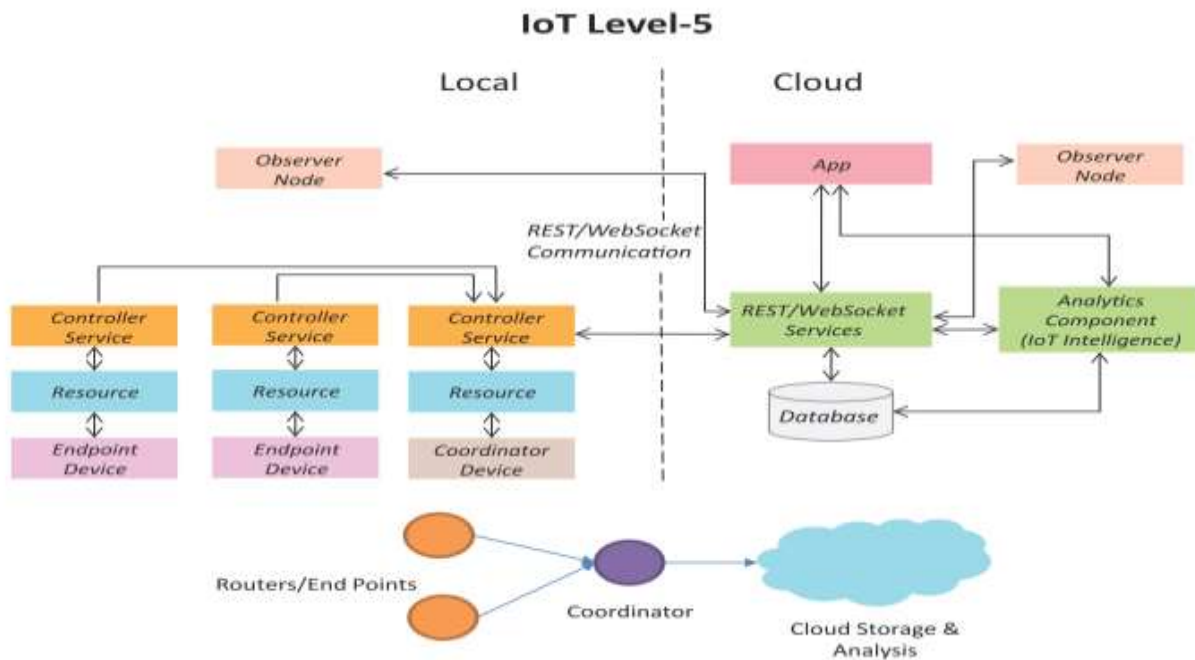 IoT Level-5
Local
Cloud
Observer
Node
App
Observer
Node
REST/WebSocket
Communication
Controller
Service
Controller
Service
Controller
Service
REST/WebSocket
Services
Analytics
Component
(IoT Intelligence)
Resource
Resource
Resource
Database
Endpoint
Device
Endpoint
Device
Coordinator
Device
Routers/End Points
Coordinator
Cloud Storage &
Analysis